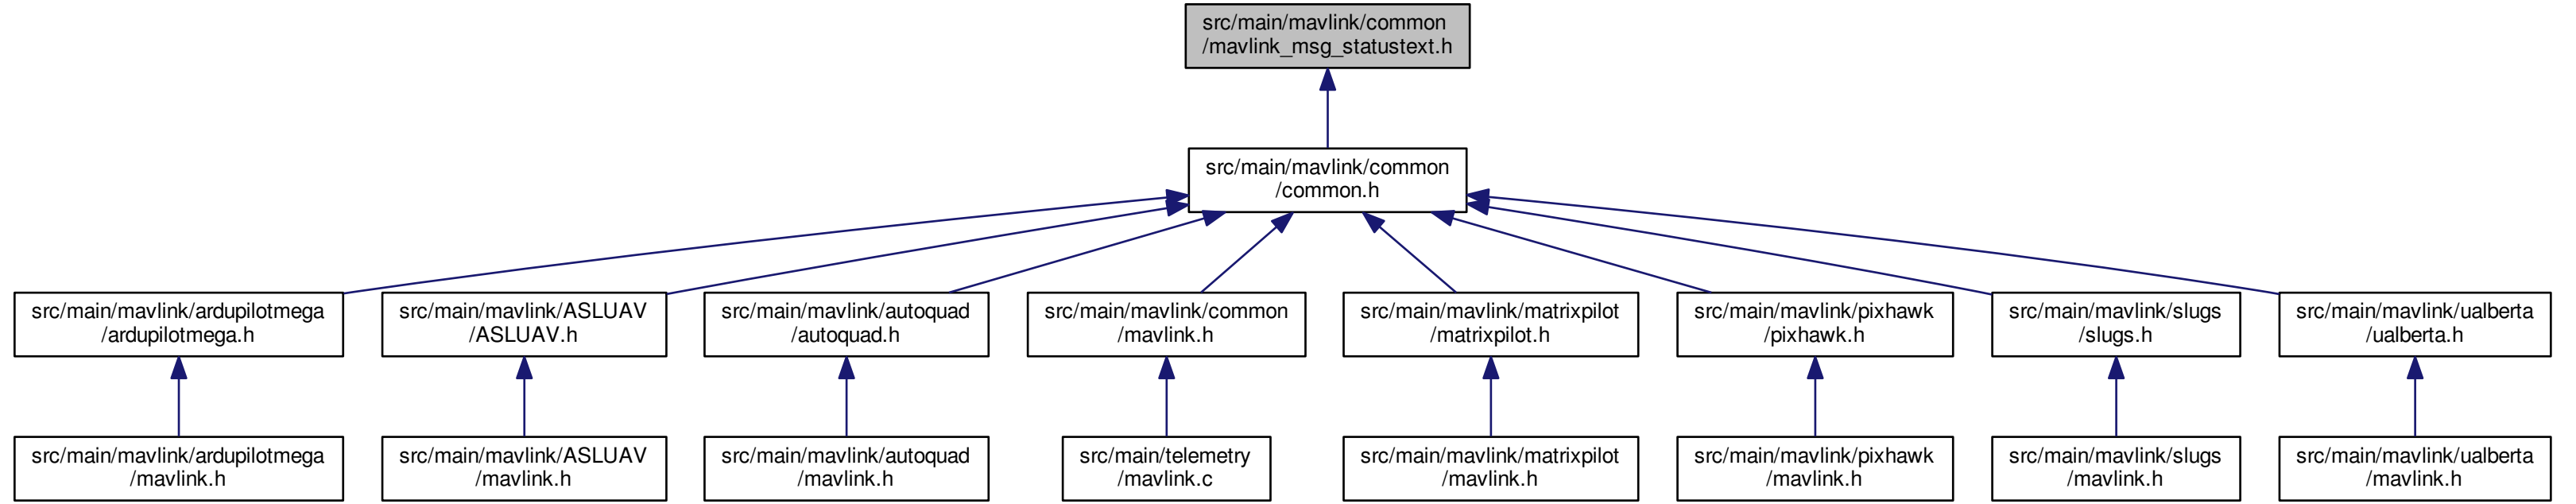 src/main/mavlink/common
/mavlink_msg_statustext.h
src/main/mavlink/common
/common.h
src/main/mavlink/ardupilotmega
/ardupilotmega.h
src/main/mavlink/ASLUAV
/ASLUAV.h
src/main/mavlink/autoquad
/autoquad.h
src/main/mavlink/common
/mavlink.h
src/main/mavlink/matrixpilot
/matrixpilot.h
src/main/mavlink/pixhawk
/pixhawk.h
src/main/mavlink/slugs
/slugs.h
src/main/mavlink/ualberta
/ualberta.h
src/main/mavlink/ardupilotmega
/mavlink.h
src/main/mavlink/ASLUAV
/mavlink.h
src/main/mavlink/autoquad
/mavlink.h
src/main/telemetry
/mavlink.c
src/main/mavlink/matrixpilot
/mavlink.h
src/main/mavlink/pixhawk
/mavlink.h
src/main/mavlink/slugs
/mavlink.h
src/main/mavlink/ualberta
/mavlink.h